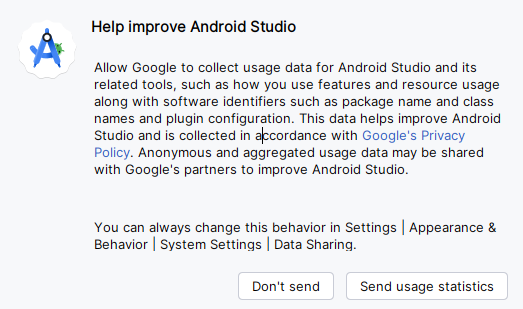 Help improve Android Studio
Allow Google to collect usage data for Android Studio and its
related tools, such as how you use features and resource usage
along with software identifiers such as package name and class
names and plugin configuration. This data helps improve Android
Studio and is collected in accordance with Google's Privacy
Policy. Anonymous and aggregated usage data may be shared
with Google's partners to improve Android Studio.
You can always change this behavior in Settings | Appearance &
Behavior | System Settings | Data Sharing.
Don't send
Send usage statistics